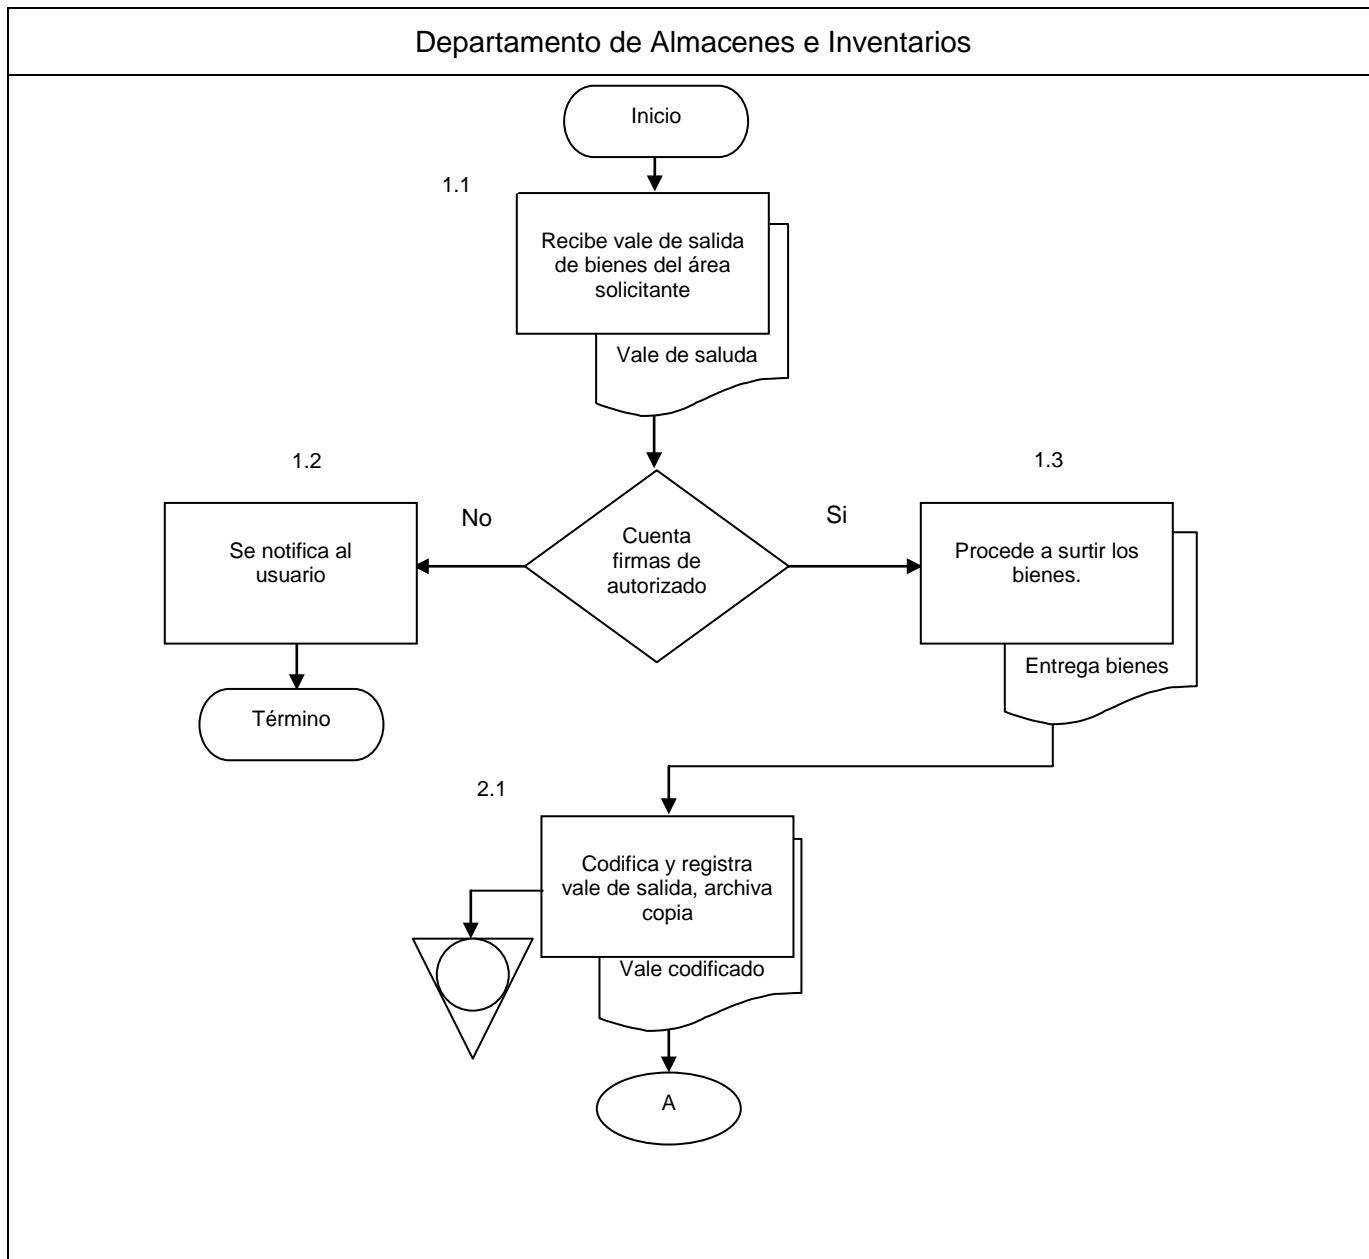 Departamento de Almacenes e Inventarios
Inicio
1.1
Recibe vale de salida
de bienes del área
solicitante
Vale de saluda
1.2
1.3
No
Si
Se notifica al
usuario
Cuenta
firmas de
autorizado
Procede a surtir los
bienes.
Entrega bienes
Término
2.1
Codifica y registra
vale de salida, archiva
copia
Vale codificado
A